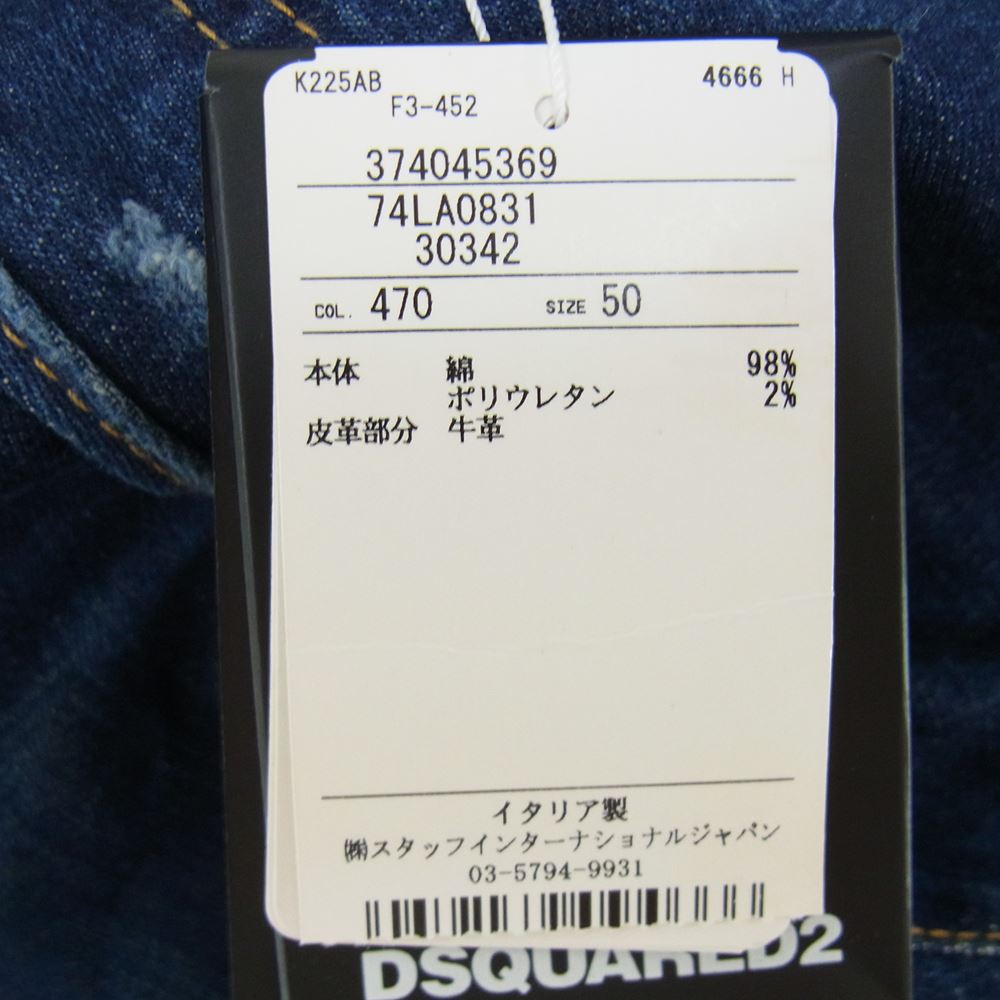 K225AB 4666 H
F3-452
374045369
74LA0831
30342
COL. 470 SIZE 50
本体 綿 98%
ポリウレタン 2%
皮革部分 牛革
イタリア製
㈱スタッフインターナショナルジャパン
03-5794-9931
DSQUARED2